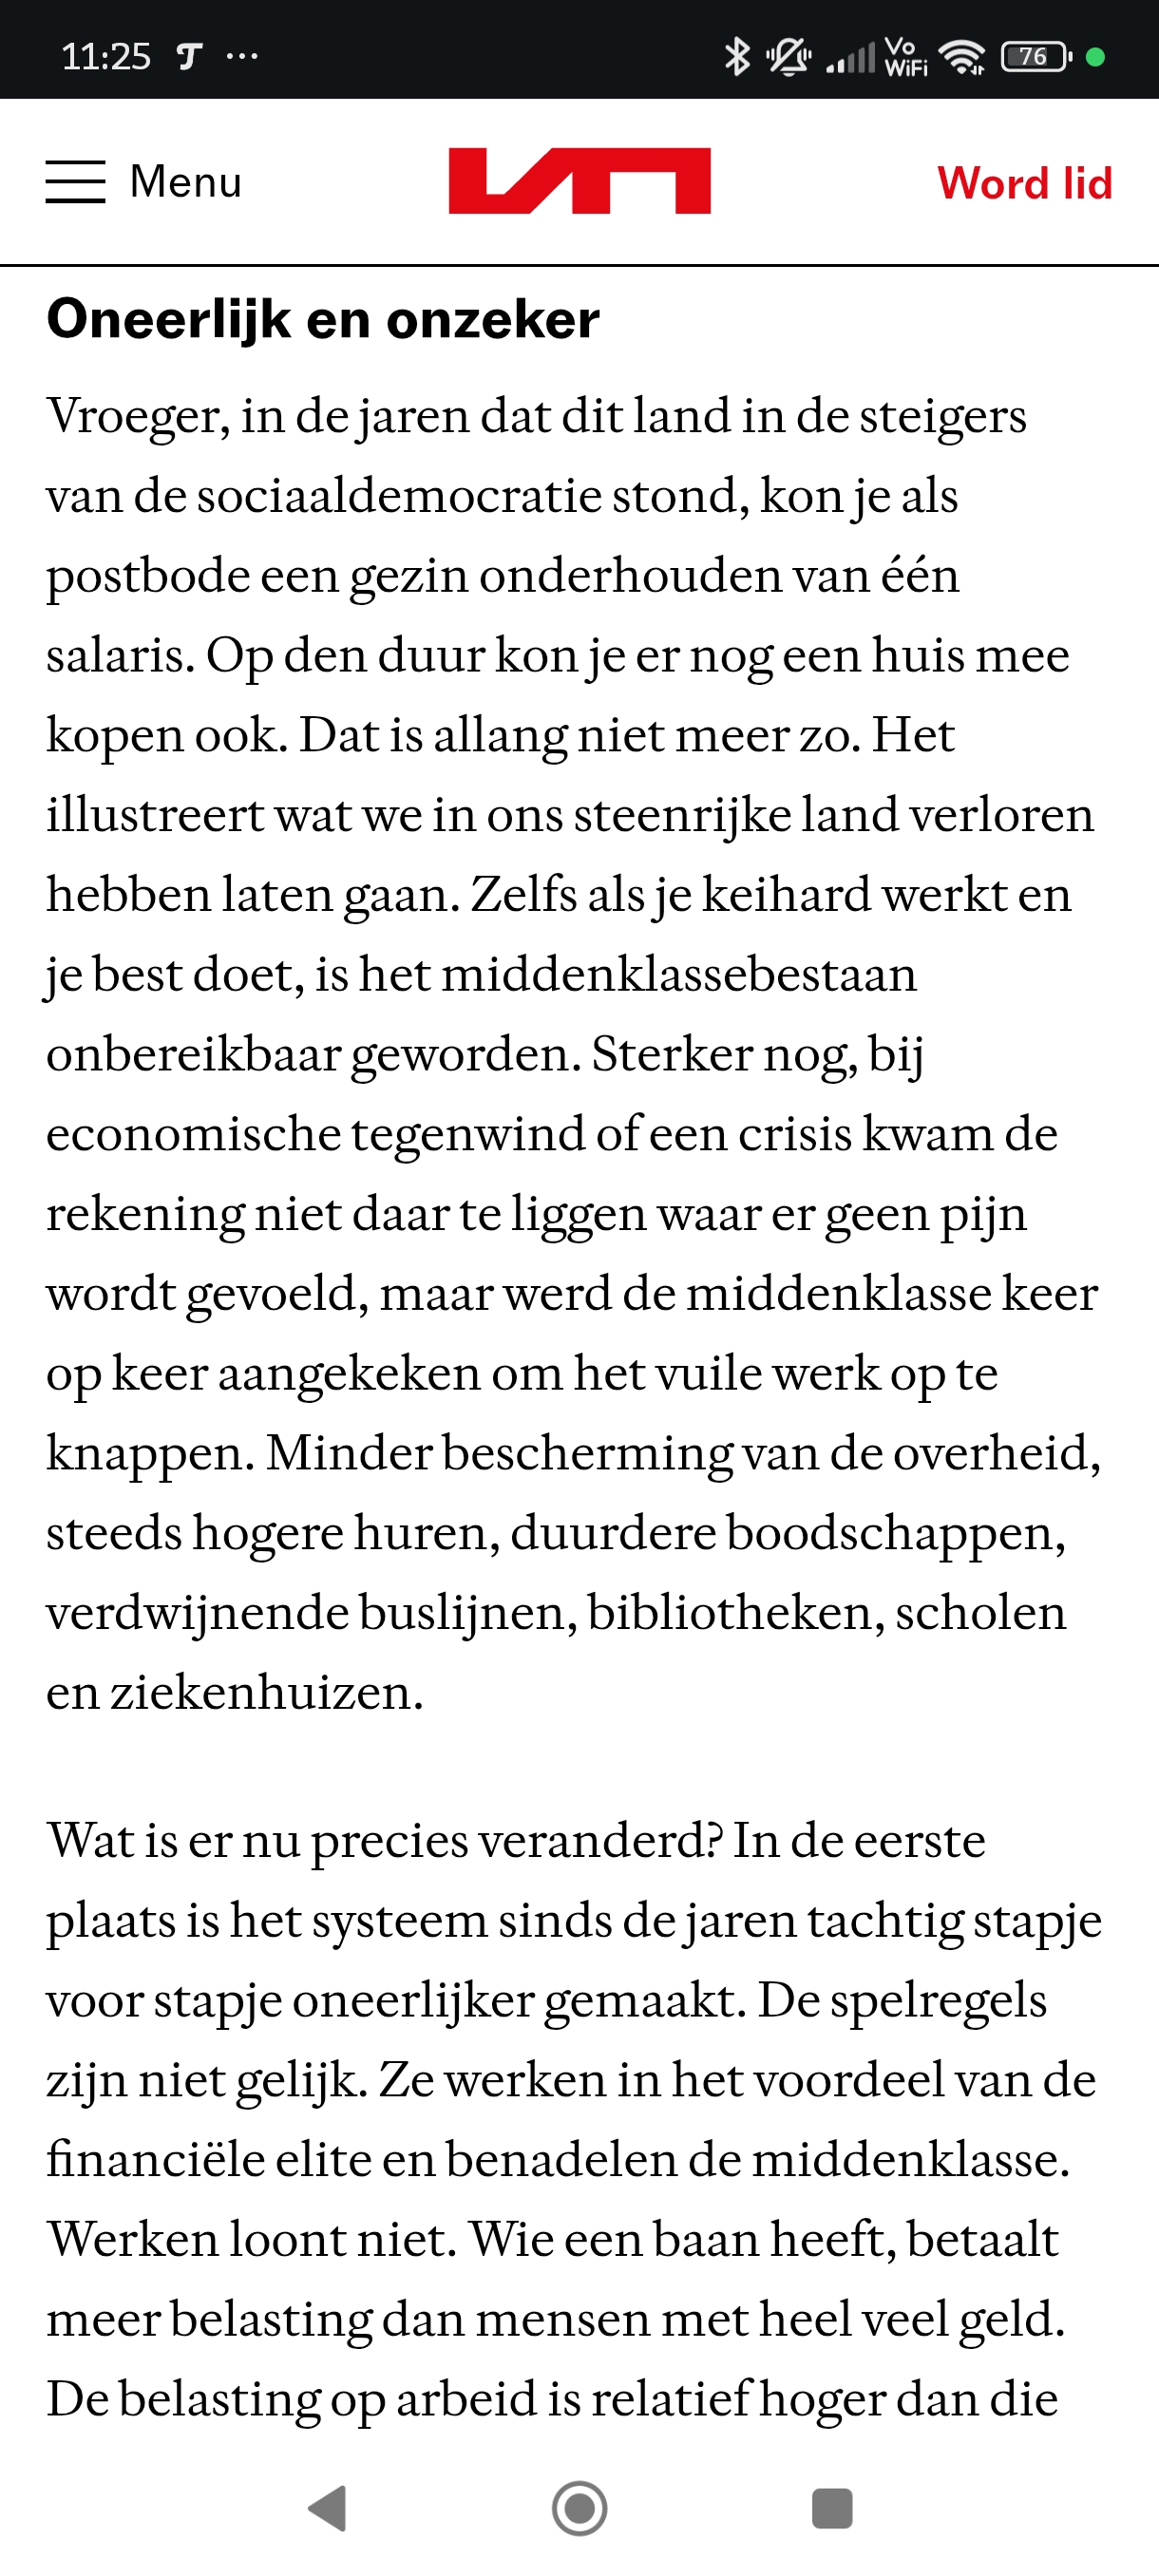 11:25
Vo
WiFi
76
Menu
Word lid
Oneerlijk en onzeker
Vroeger, in de jaren dat dit land in de steigers
van de sociaaldemocratie stond, kon je als
postbode een gezin onderhouden van één
salaris. Op den duur kon je er nog een huis mee
kopen ook. Dat is allang niet meer zo. Het
illustreert wat we in ons steenrijke land verloren
hebben laten gaan. Zelfs als je keihard werkt en
je best doet, is het middenklassebestaan
onbereikbaar geworden. Sterker nog, bij
economische tegenwind of een crisis kwam de
rekening niet daar te liggen waar er geen pijn
wordt gevoeld, maar werd de middenklasse keer
op keer aangekeken om het vuile werk op te
knappen. Minder bescherming van de overheid,
steeds hogere huren, duurdere boodschappen,
verdwijnende buslijnen, bibliotheken, scholen
en ziekenhuizen.
Wat is er nu precies veranderd? In de eerste
plaats is het systeem sinds de jaren tachtig stapje
voor stapje oneerlijker gemaakt. De spelregels
zijn niet gelijk. Ze werken in het voordeel van de
financiële elite en benadelen de middenklasse.
Werken loont niet. Wie een baan heeft, betaalt
meer belasting dan mensen met heel veel geld.
De belasting op arbeid is relatief hoger dan die